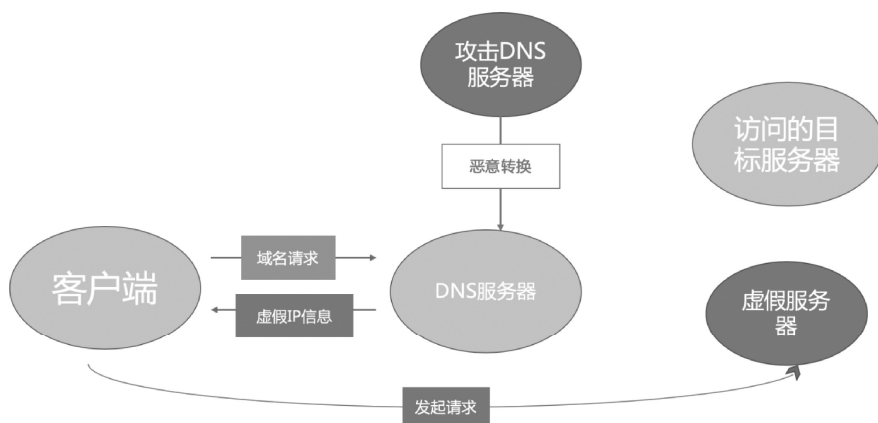 攻击DNS
服务器
访问的目
标服务器
恶意转换
域名请求
客户端
DNS服务器
虚假IP信息
虚假服务
器
发起请求